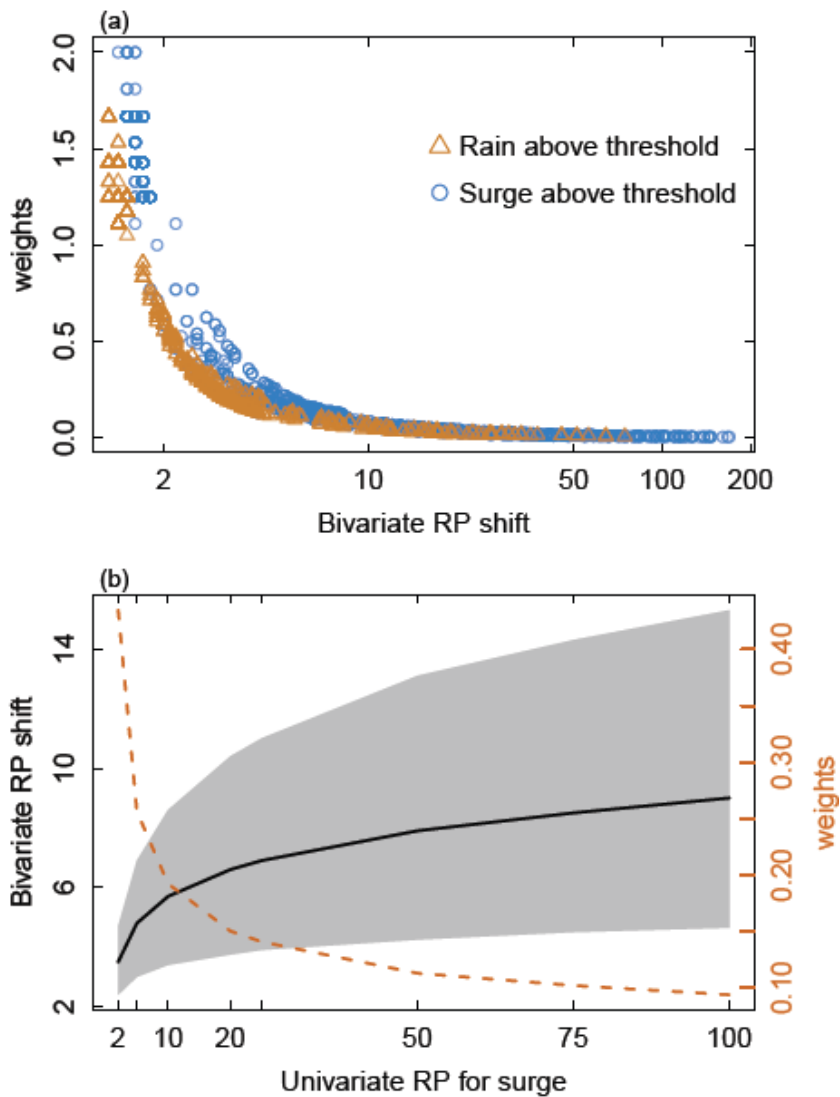 (a)
2.0
1.5
1.0
0.5
0.0
weights
Rain above threshold
Surge above threshold
2 10 50 100 200
Bivariate RP shift
(b)
14
10
6
2
Bivariate RP shift
0.40
0.30
0.20
0.10
weights
2 10 20 50 75 100
Univariate RP for surge